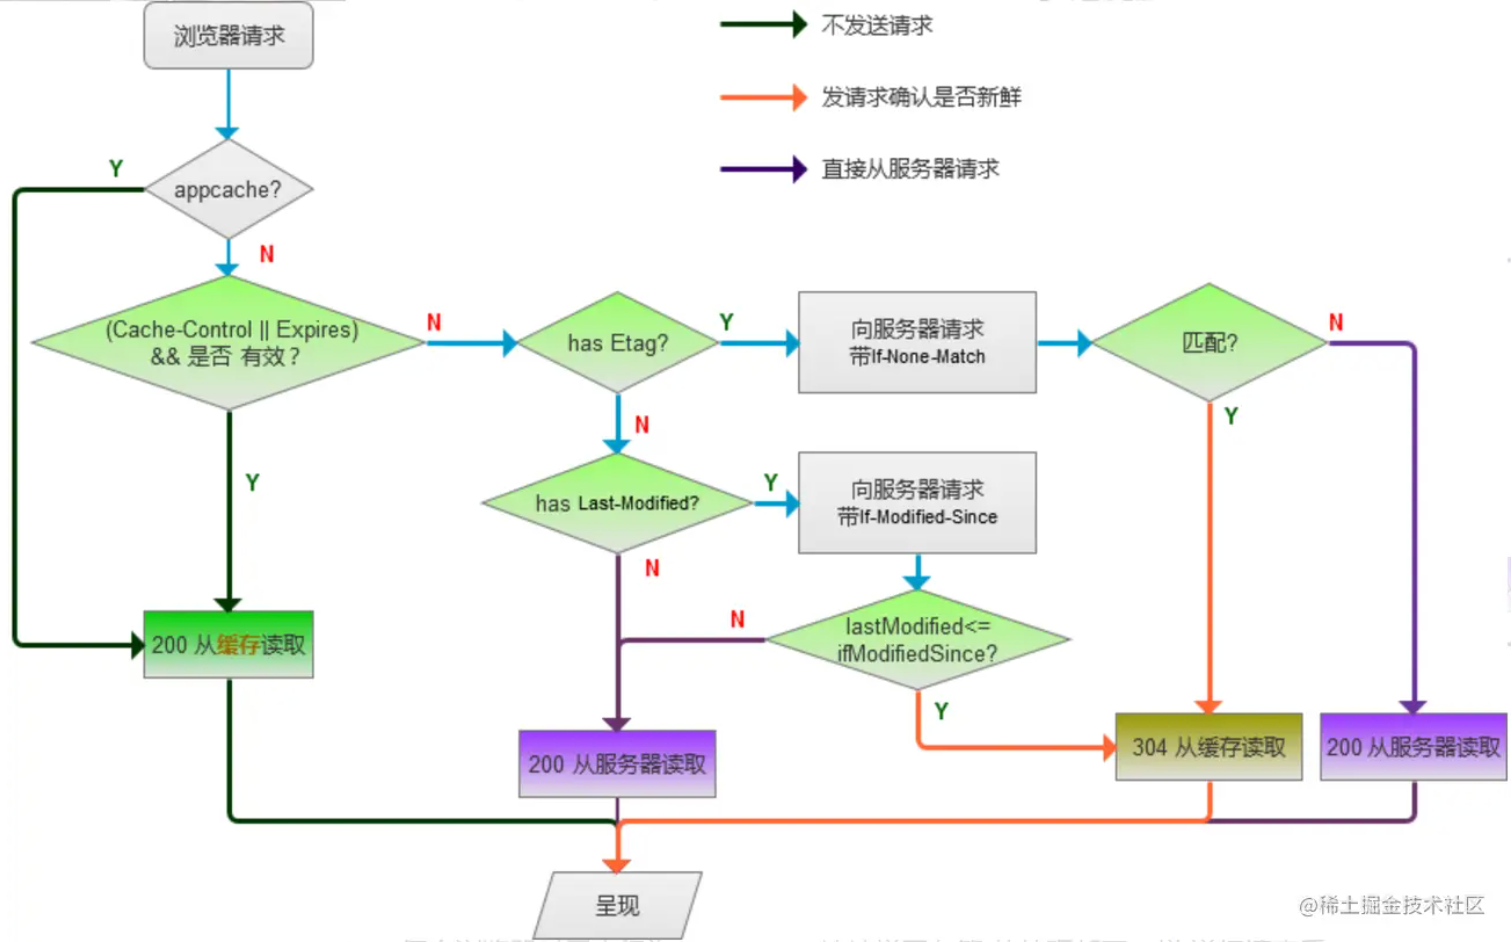 浏览器请求
不发送请求
发请求确认是否新鲜
直接从服务器请求
Y
appcache?
N
(Cache-Control || Expires)
&& 是否 有效？
N
has Etag?
Y
向服务器请求
带If-None-Match
匹配?
N
Y
N
Y
has Last-Modified?
Y
向服务器请求
带If-Modified-Since
N
N
lastModified<=
ifModifiedSince?
Y
200 从缓存读取
200 从服务器读取
304 从缓存读取
200 从服务器读取
呈现
@稀土掘金技术社区